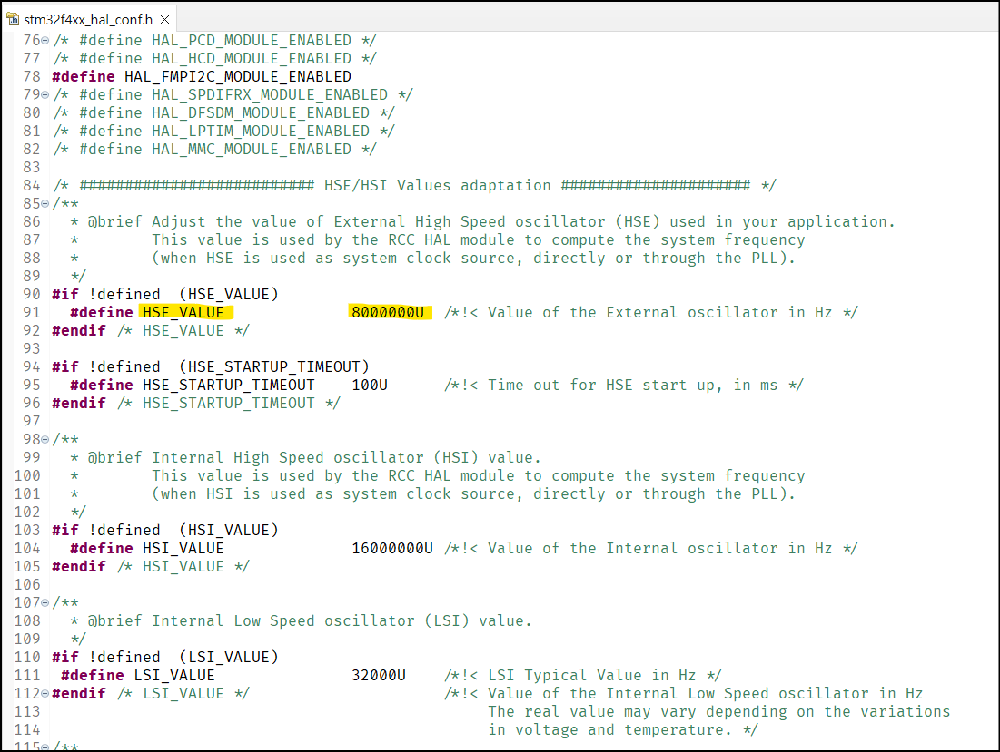 stm32f4xx_hal_conf.h
76 /* #define HAL_PCD_MODULE_ENABLED */
77 /* #define HAL_HCD_MODULE_ENABLED */
78 #define HAL_FMPI2C_MODULE_ENABLED
79 /* #define HAL_SPDIFRX_MODULE_ENABLED */
80 /* #define HAL_DFSDM_MODULE_ENABLED */
81 /* #define HAL_LPTIM_MODULE_ENABLED */
82 /* #define HAL_MMC_MODULE_ENABLED */
83
84 /* ########################## HSE/HSI Values adaptation ##################### */
85 /**
86   * @brief Adjust the value of External High Speed oscillator (HSE) used in your application.
87   *        This value is used by the RCC HAL module to compute the system frequency
88   *        (when HSE is used as system clock source, directly or through the PLL).
89   */
90 #if !defined  (HSE_VALUE)
91   #define HSE_VALUE              8000000U  /*!< Value of the External oscillator in Hz */
92 #endif /* HSE_VALUE */
93
94 #if !defined  (HSE_STARTUP_TIMEOUT)
95   #define HSE_STARTUP_TIMEOUT    100U      /*!< Time out for HSE start up, in ms */
96 #endif /* HSE_STARTUP_TIMEOUT */
97
98 /**
99   * @brief Internal High Speed oscillator (HSI) value.
100   *        This value is used by the RCC HAL module to compute the system frequency
101   *        (when HSI is used as system clock source, directly or through the PLL).
102   */
103 #if !defined  (HSI_VALUE)
104   #define HSI_VALUE              16000000U /*!< Value of the Internal oscillator in Hz */
105 #endif /* HSI_VALUE */
106
107 /**
108   * @brief Internal Low Speed oscillator (LSI) value.
109   */
110 #if !defined  (LSI_VALUE)
111  #define LSI_VALUE               32000U    /*!< LSI Typical Value in Hz */
112 #endif /* LSI_VALUE */                      /*!< Value of the Internal Low Speed oscillator in Hz
113                                                 The real value may vary depending on the variations
114                                                 in voltage and temperature. */
115 /**